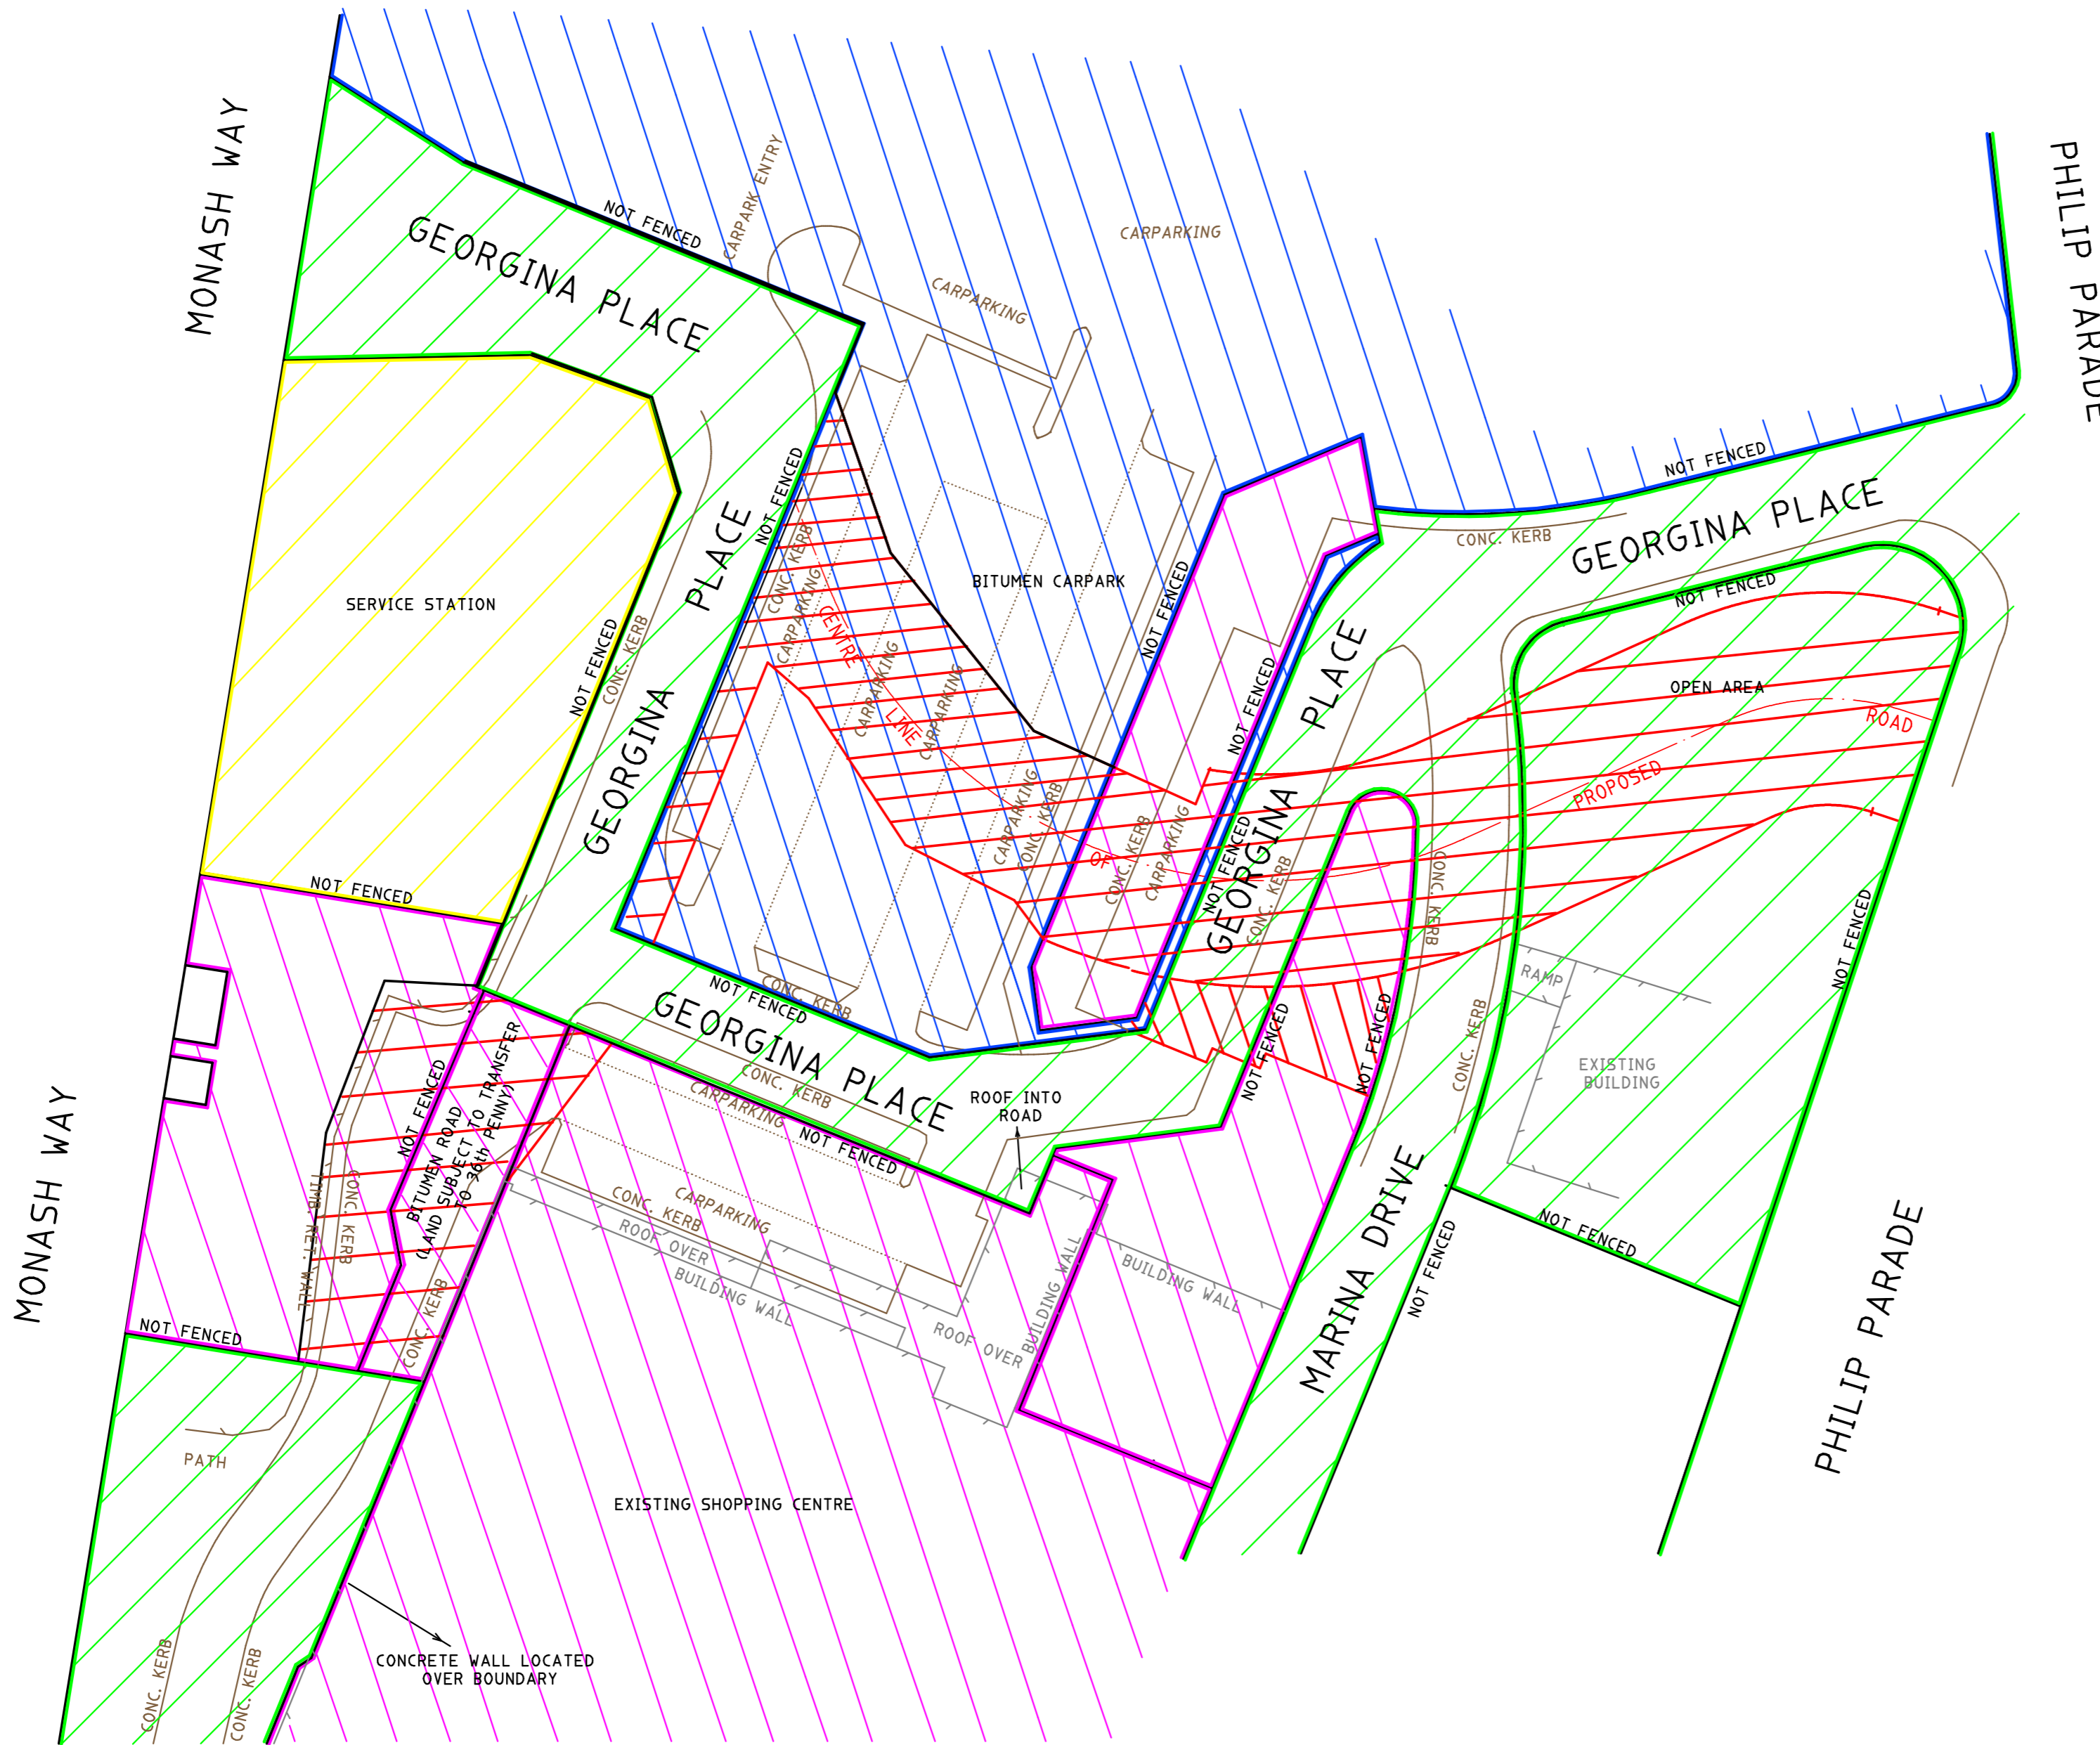 MONASH WAY
PHILIP PARADE
CARPARK ENTRY
NOT FENCED
CARPARKING
GEORGINA PLACE
CARPARKING
NOT FENCED
NOT FENCED
GEORGINA PLACE
CONC. KERB
NOT FENCED
CONC. KERB
BITUMEN CARPARK
NOT FENCED
NOT FENCED
SERVICE STATION
PLACE
CARPARKING
CENTRE
CONC. KERB
NOT FENCED
CARPARKING
CARPARKING
LINE
NOT FENCED
PLACE
OPEN AREA
ROAD
PROPOSED
GEORGINA
CARPARKING
CONC. KERB
OF
CONC. KERB
CARPARKING
NOT FENCED
GEORGINA
CONC. KERB
CONC. KERB
NOT FENCED
NOT FENCED
RAMP
CONC. KERB
NOT FENCED
GEORGINA PLACE
NOT FENCED
NOT FENCED
CONC. KERB
EXISTING
BUILDING
CONC. KERB
CARPARKING
NOT FENCED
ROOF INTO
ROAD
NOT FENCED
BITUMEN ROAD
(LAND SUBJECT TO TRANSFER
TO 36th PENNY)
MONASH WAY
CONC. KERB
TMB. RET. WALL
CARPARKING
CONC. KERB
ROOF OVER
BUILDING WALL
BUILDING WALL
BUILDING WALL
ROOF OVER
MARINA DRIVE
NOT FENCED
NOT FENCED
PHILIP PARADE
NOT FENCED
CONC. KERB
PATH
EXISTING SHOPPING CENTRE
CONCRETE WALL LOCATED
OVER BOUNDARY
CONC. KERB
CONC. KERB